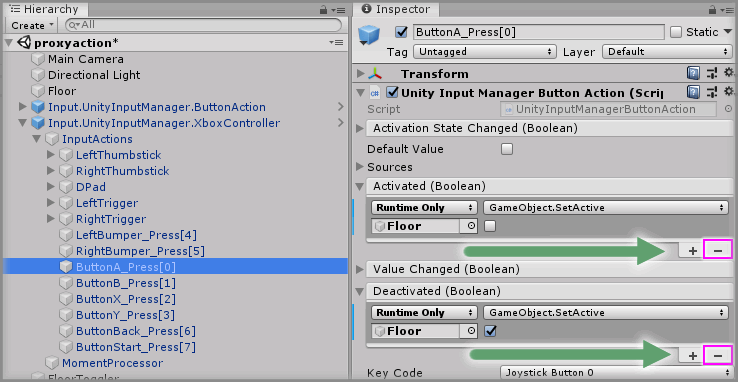 Hierarchy
Create
All
proxyaction*
Main Camera
Directional Light
Floor
Input.UnityInputManager.ButtonAction
Input.UnityInputManager.XboxController
InputActions
LeftThumbstick
RightThumbstick
DPad
LeftTrigger
RightTrigger
LeftBumper_Press[4]
RightBumper_Press[5]
ButtonA_Press[0]
ButtonB_Press[1]
ButtonX_Press[2]
ButtonY_Press[3]
ButtonBack_Press[6]
ButtonStart_Press[7]
MomentProcessor
FloorToggler
Inspector
ButtonA_Press[0] Static
Tag Untagged Layer Default
Transform
Unity Input Manager Button Action (Scrip
Script UnityInputManagerButtonAction
Activation State Changed (Boolean)
Default Value
Sources
Activated (Boolean)
Runtime Only GameObject.SetActive
Floor
+ −
Value Changed (Boolean)
Deactivated (Boolean)
Runtime Only GameObject.SetActive
Floor
+ −
Key Code Joystick Button 0